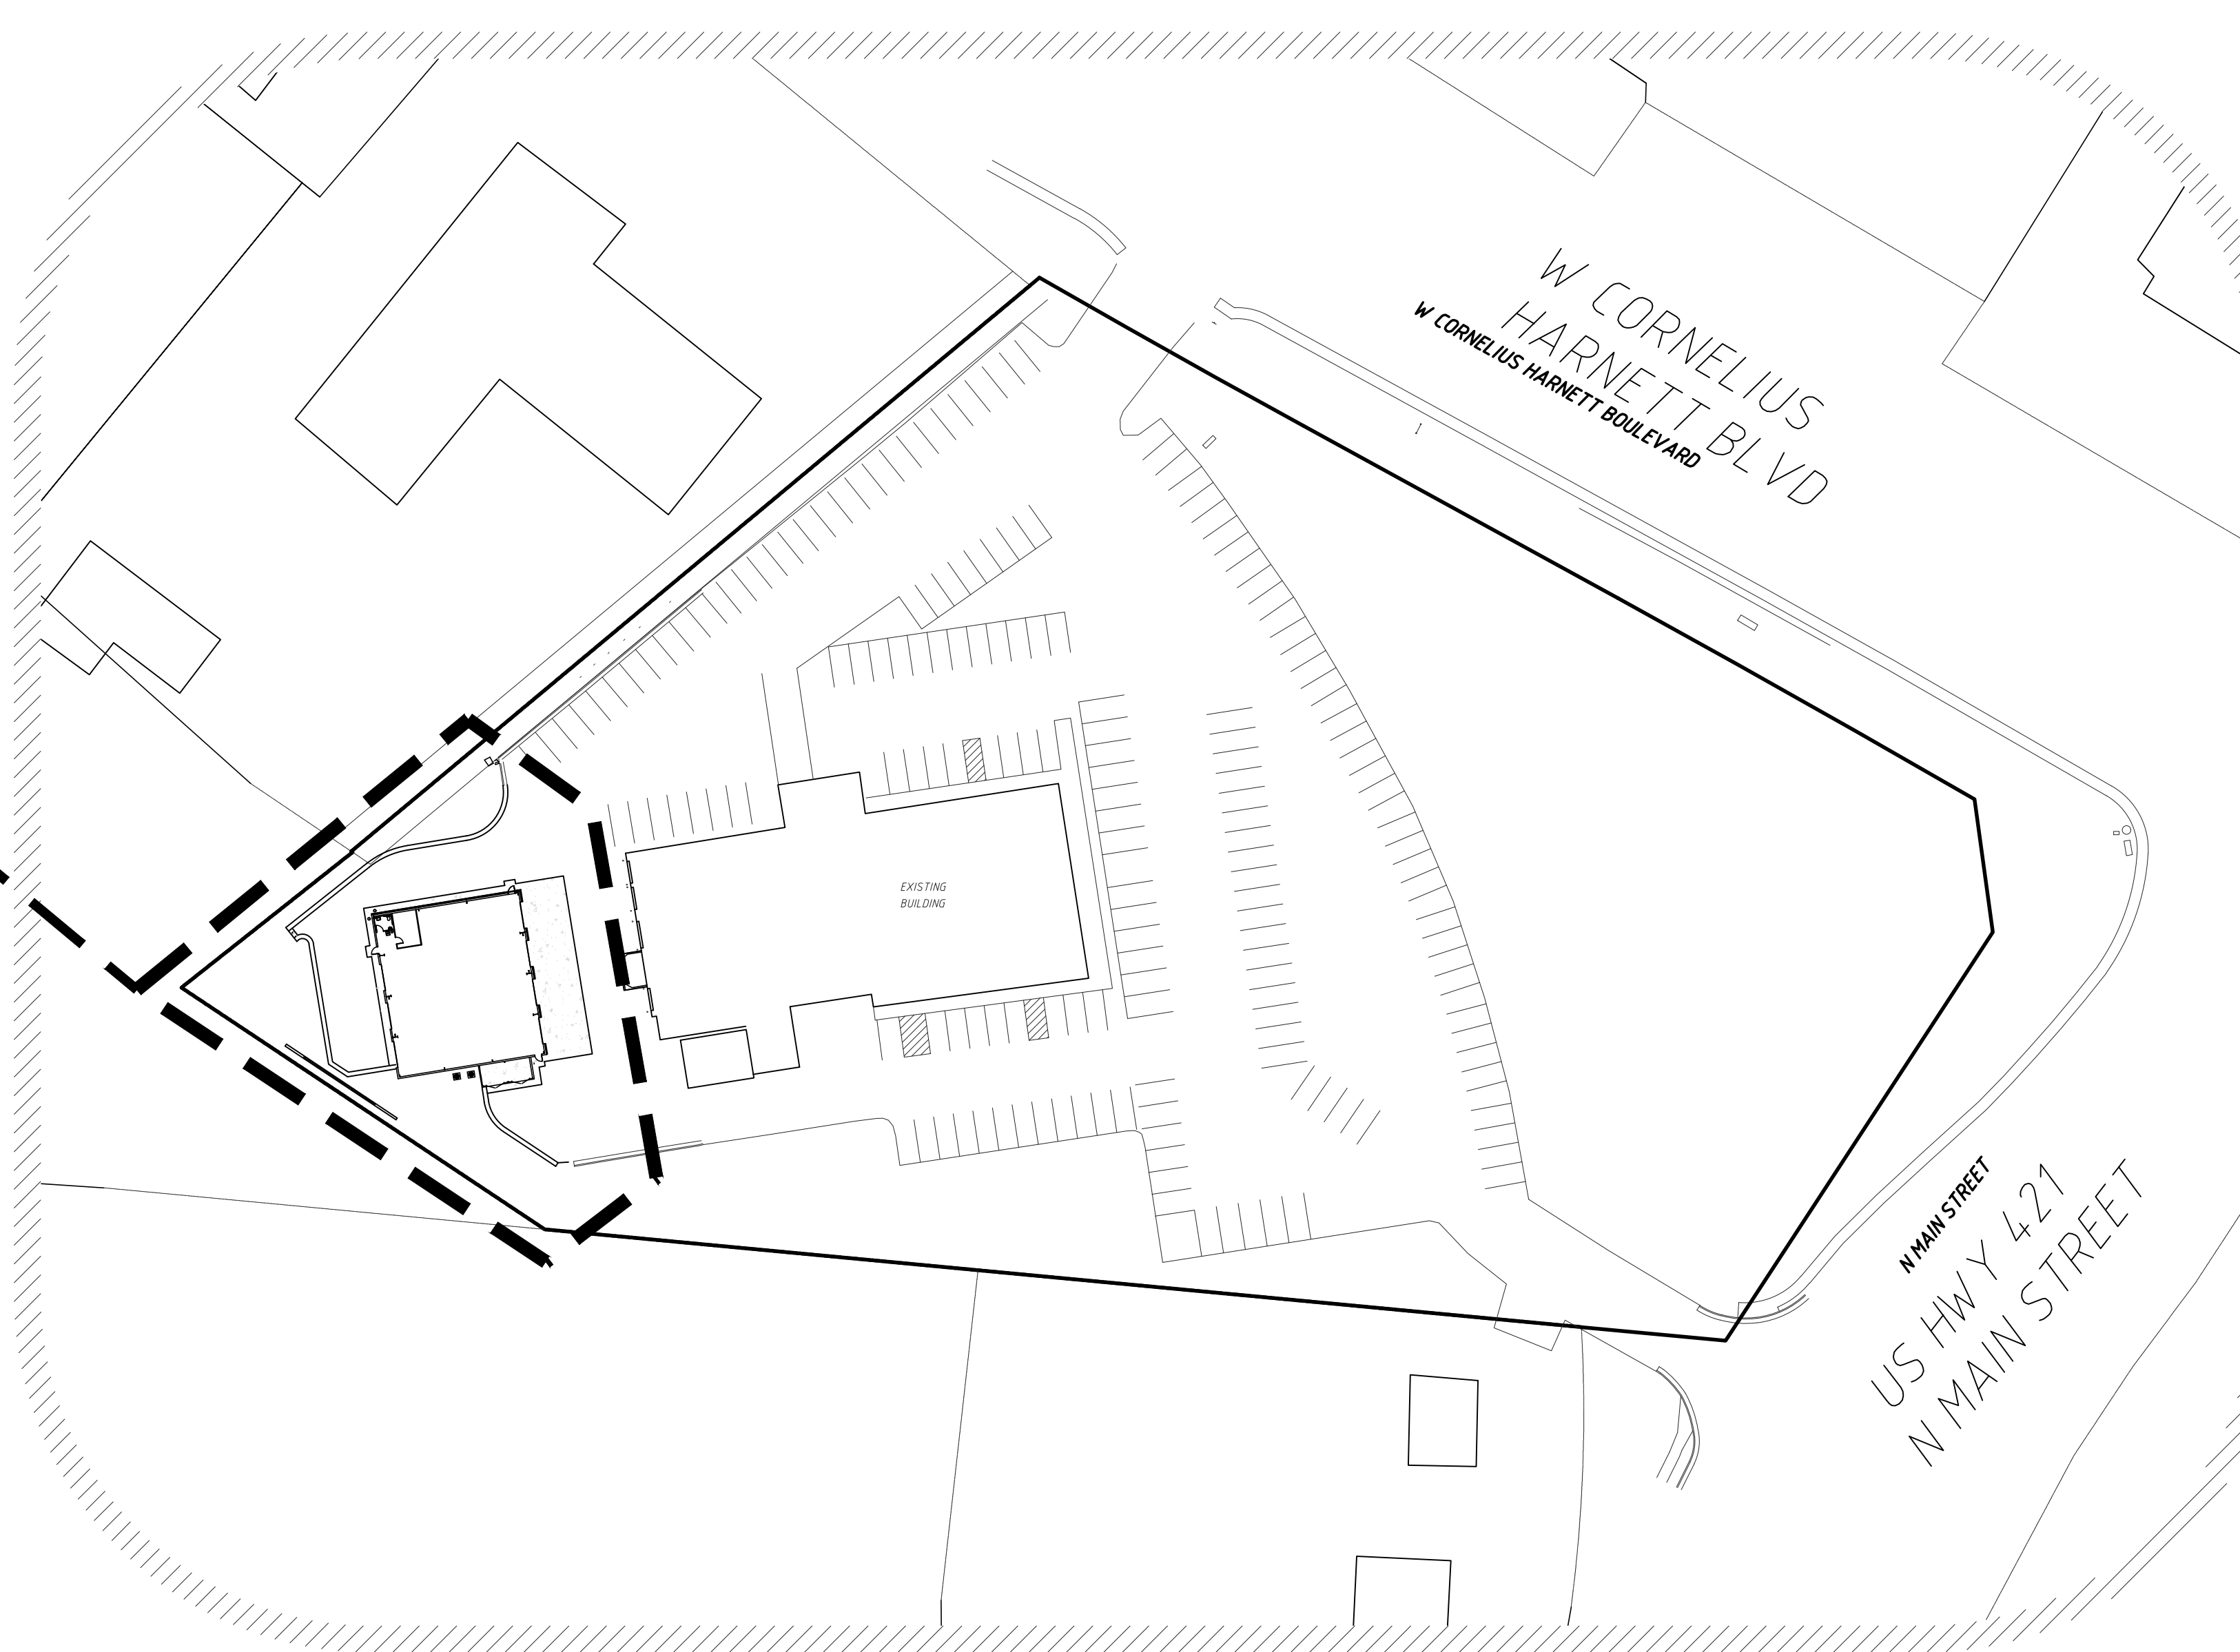 W CORNELIUS
HARNETT BLVD
W CORNELIUS HARNETT BOULEVARD
EXISTING
BUILDING
N MAIN STREET
US HWY 421
N MAIN STREET